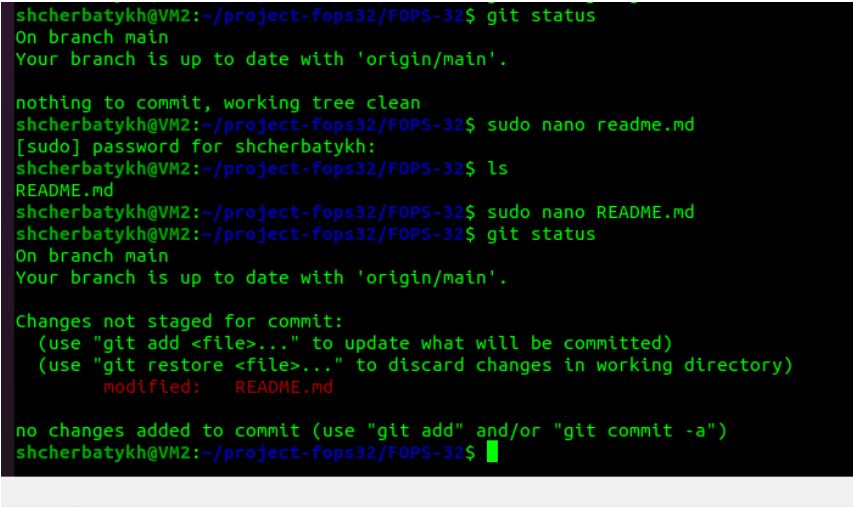 shcherbatykh@VM2:~/project-fops32/FOPS-32$ git status
On branch main
Your branch is up to date with 'origin/main'.
nothing to commit, working tree clean
shcherbatykh@VM2:~/project-fops32/FOPS-32$ sudo nano readme.md
[sudo] password for shcherbatykh:
shcherbatykh@VM2:~/project-fops32/FOPS-32$ ls
README.md
shcherbatykh@VM2:~/project-fops32/FOPS-32$ sudo nano README.md
shcherbatykh@VM2:~/project-fops32/FOPS-32$ git status
On branch main
Your branch is up to date with 'origin/main'.
Changes not staged for commit:
  (use "git add <file>..." to update what will be committed)
  (use "git restore <file>..." to discard changes in working directory)
        modified:   README.md
no changes added to commit (use "git add" and/or "git commit -a")
shcherbatykh@VM2:~/project-fops32/FOPS-32$